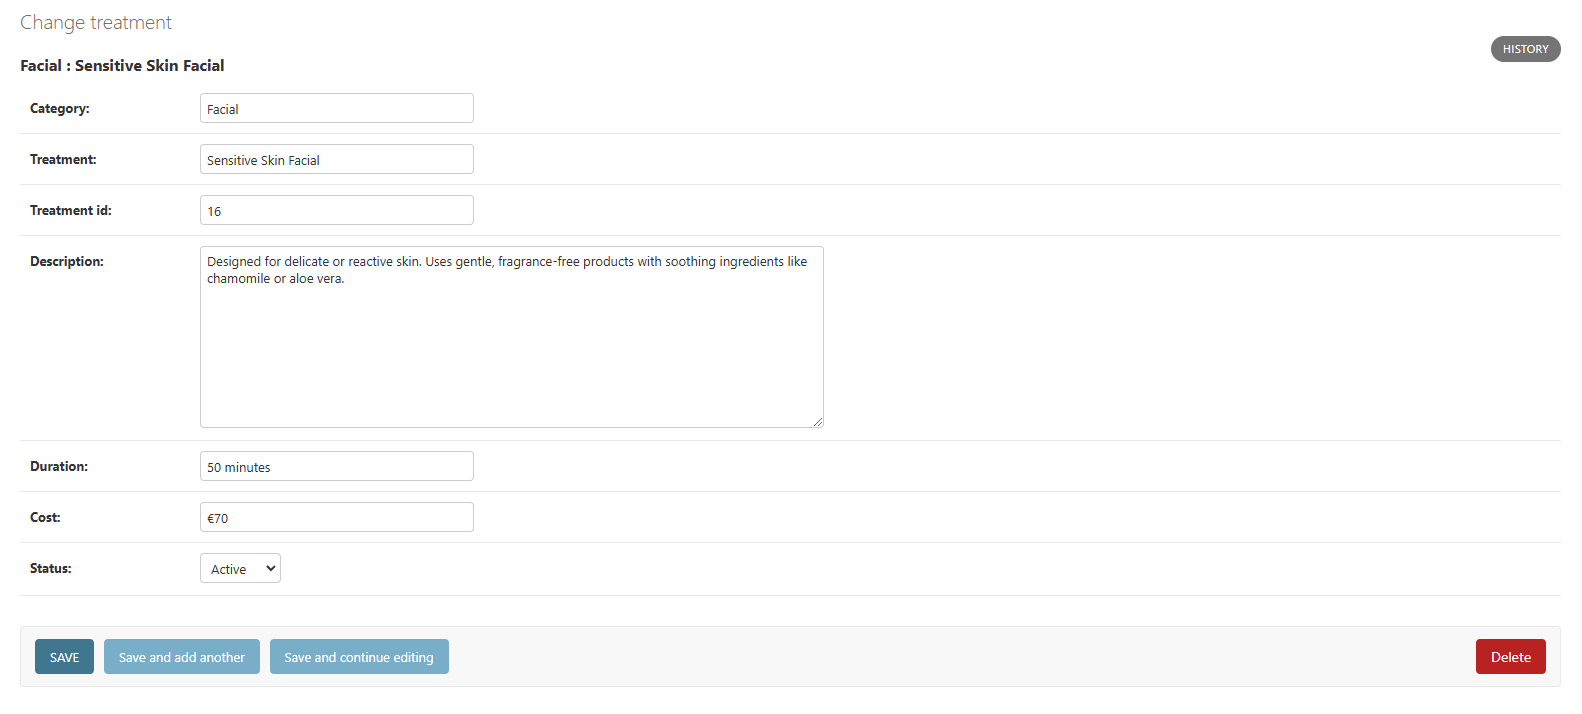 Change treatment
HISTORY
Facial : Sensitive Skin Facial
Category:
Facial
Treatment:
Sensitive Skin Facial
Treatment id:
16
Description:
Designed for delicate or reactive skin. Uses gentle, fragrance-free products with soothing ingredients like
chamomile or aloe vera.
Duration:
50 minutes
Cost:
€70
Status:
Active
SAVE
Save and add another
Save and continue editing
Delete